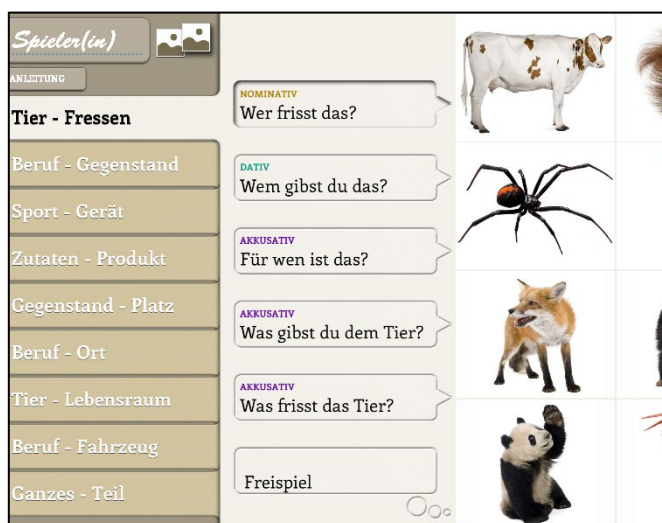 Spieler(in)
ANLEITUNG
Tier - Fressen
Beruf - Gegenstand
Sport - Gerät
Zutaten - Produkt
Gegenstand - Platz
Beruf - Ort
Tier - Lebensraum
Beruf - Fahrzeug
Ganzes - Teil
NOMINATIV
Wer frisst das?
DATIV
Wem gibst du das?
AKKUSATIV
Für wen ist das?
AKKUSATIV
Was gibst du dem Tier?
AKKUSATIV
Was frisst das Tier?
Freispiel